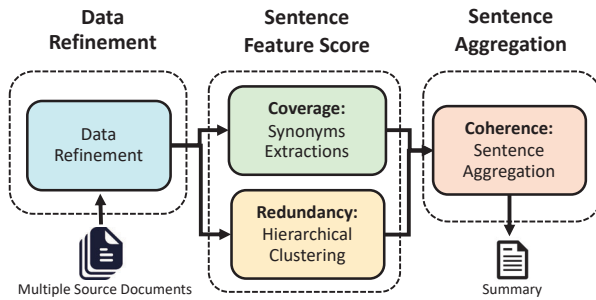 Data
Refinement
Sentence
Feature Score
Sentence
Aggregation
Data
Refinement
Coverage:
Synonyms
Extractions
Redundancy:
Hierarchical
Clustering
Coherence:
Sentence
Aggregation
Multiple Source Documents
Summary